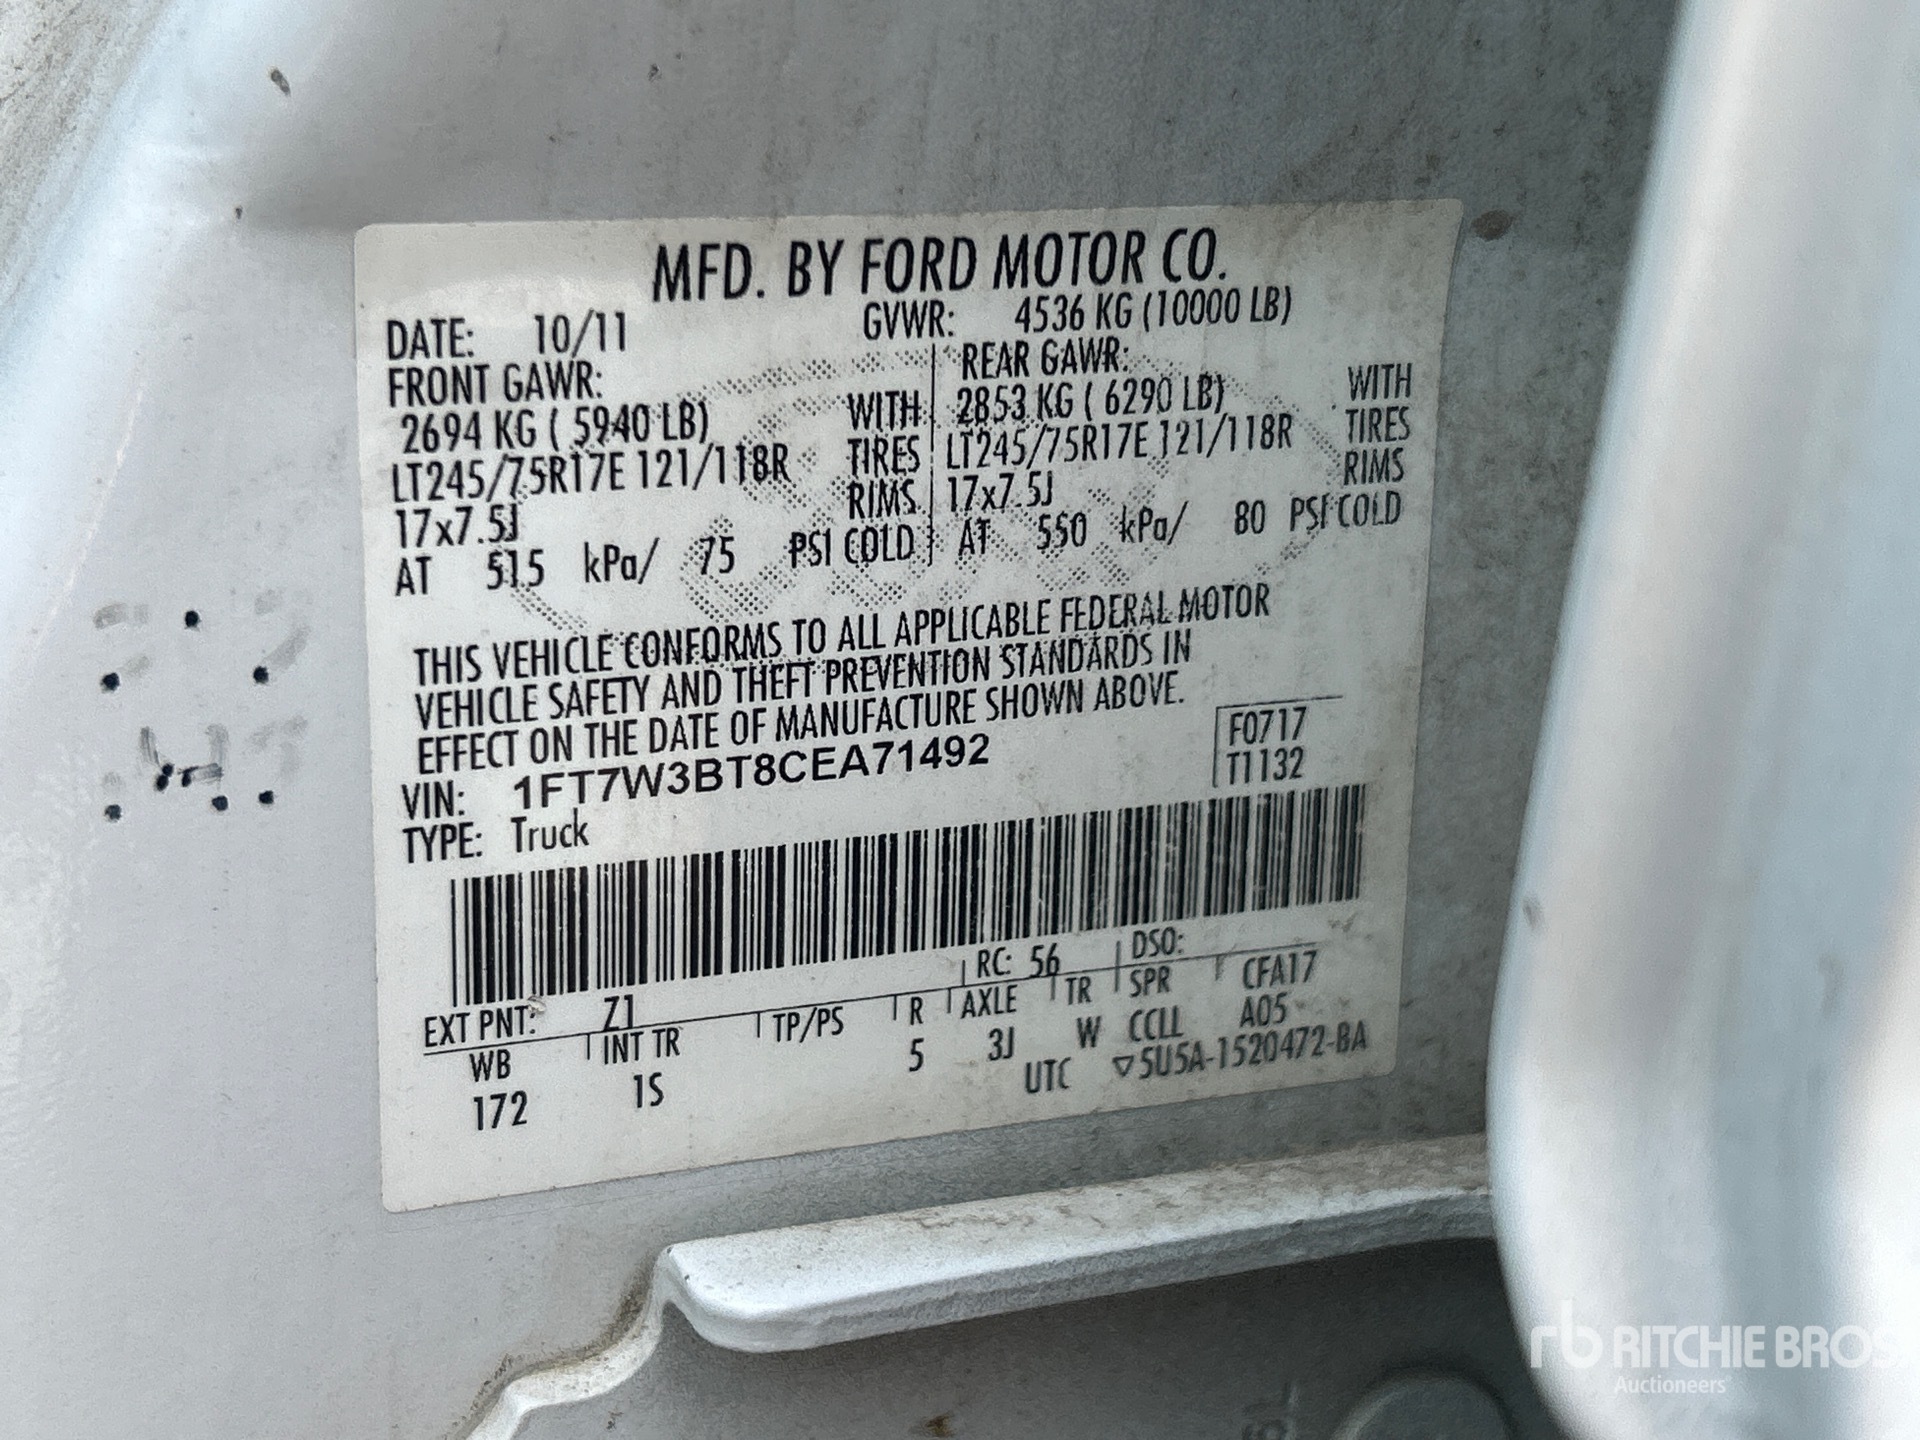 MFD. BY FORD MOTOR CO.
DATE: 10/11 GVWR: 4536 KG (10000 LB)
FRONT GAWR: REAR GAWR:
2694 KG ( 5940 LB) WITH 2853 KG ( 6290 LB) WITH
LT245/75R17E 121/118R TIRES LT245/75R17E 121/118R TIRES
17x7.5J RIMS 17x7.5J RIMS
AT 515 kPa/ 75 PSI COLD AT 550 kPa/ 80 PSI COLD
THIS VEHICLE CONFORMS TO ALL APPLICABLE FEDERAL MOTOR
VEHICLE SAFETY AND THEFT PREVENTION STANDARDS IN
EFFECT ON THE DATE OF MANUFACTURE SHOWN ABOVE.
VIN: 1FT7W3BT8CEA71492
F0717
T1132
TYPE: Truck
RC: 56 DSO:
EXT PNT: Z1
WB INT TR TP/PS R AXLE TR SPR CFA17
172 1S 5 3J W CCLL A05
UTC ▽5U5A-1520472-BA
rb RITCHIE BROS
Auctioneers